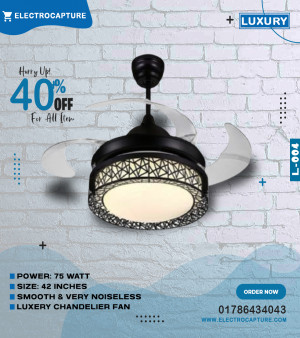 ELECTROCAPTURE
LUXURY
Hurry Up!
40% OFF
For All Item
L-004
POWER: 75 WATT
SIZE: 42 INCHES
SMOOTH & VERY NOISELESS
LUXERY CHANDELIER FAN
ORDER NOW
01786434043
WWW.ELECTROCAPTURE.COM